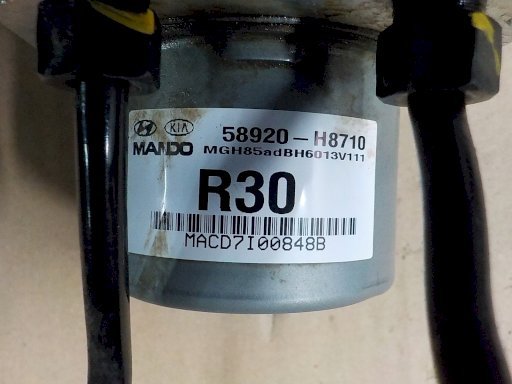 KIA 58920-H8710
MANDO MGH85adBH6013V111
R30
MACD7I00848B